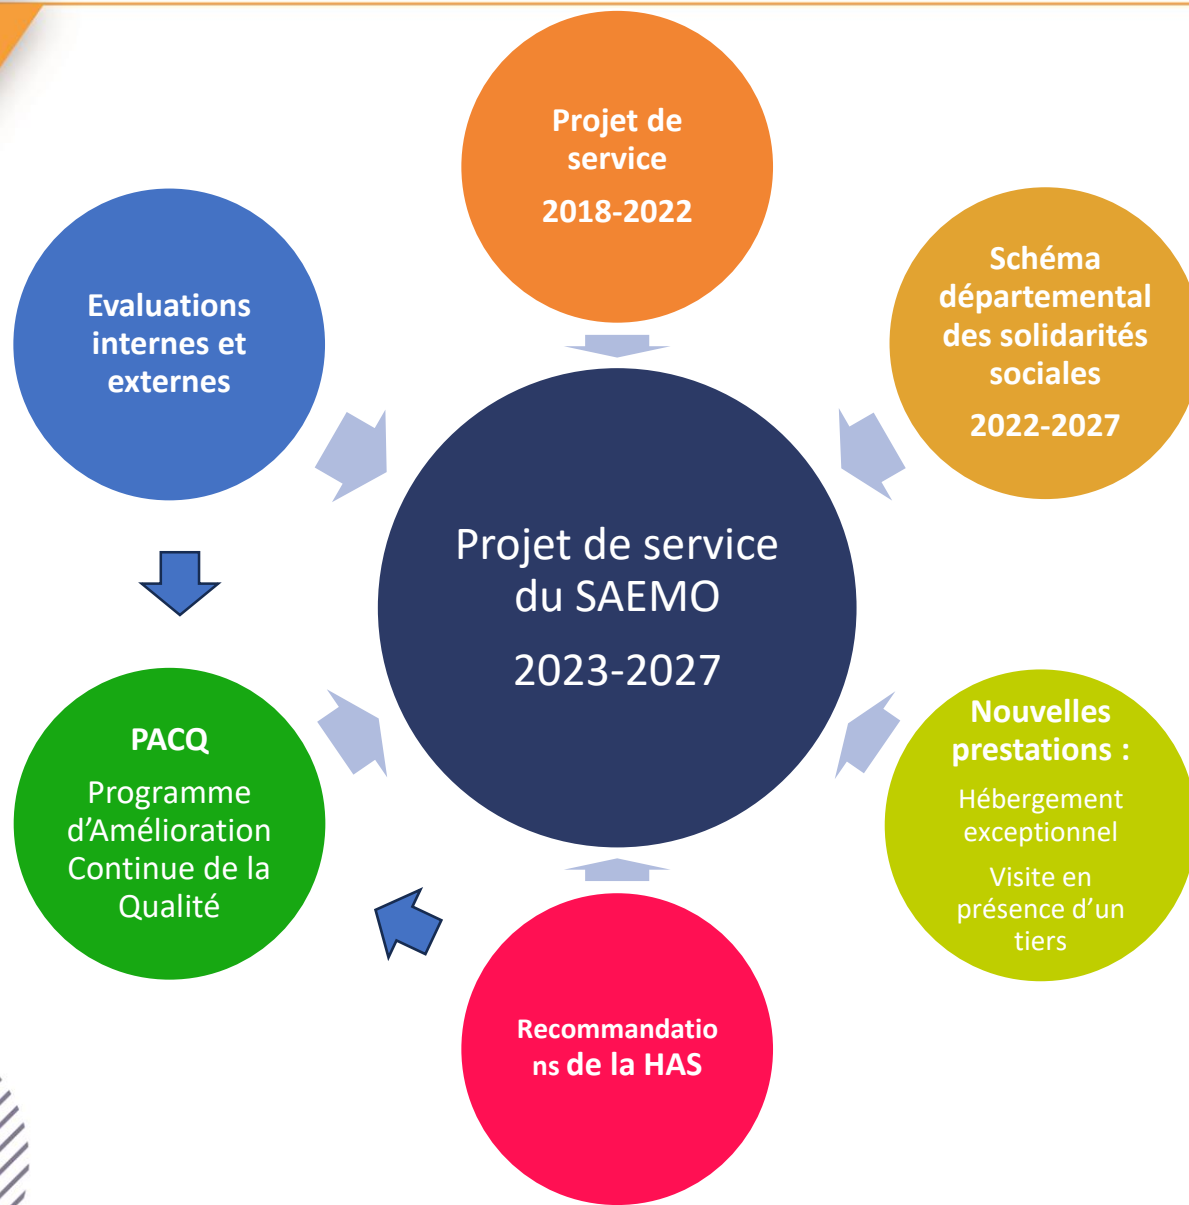 Projet de
service
2018-2022
Evaluations
internes et
externes
Schéma
départemental
des solidarités
sociales
2022-2027
Projet de service
du SAEMO
2023-2027
PACQ
Programme
d’Amélioration
Continue de la
Qualité
Nouvelles
prestations :
Hébergement
exceptionnel
Visite en
présence d’un
tiers
Recommandatio
ns de la HAS